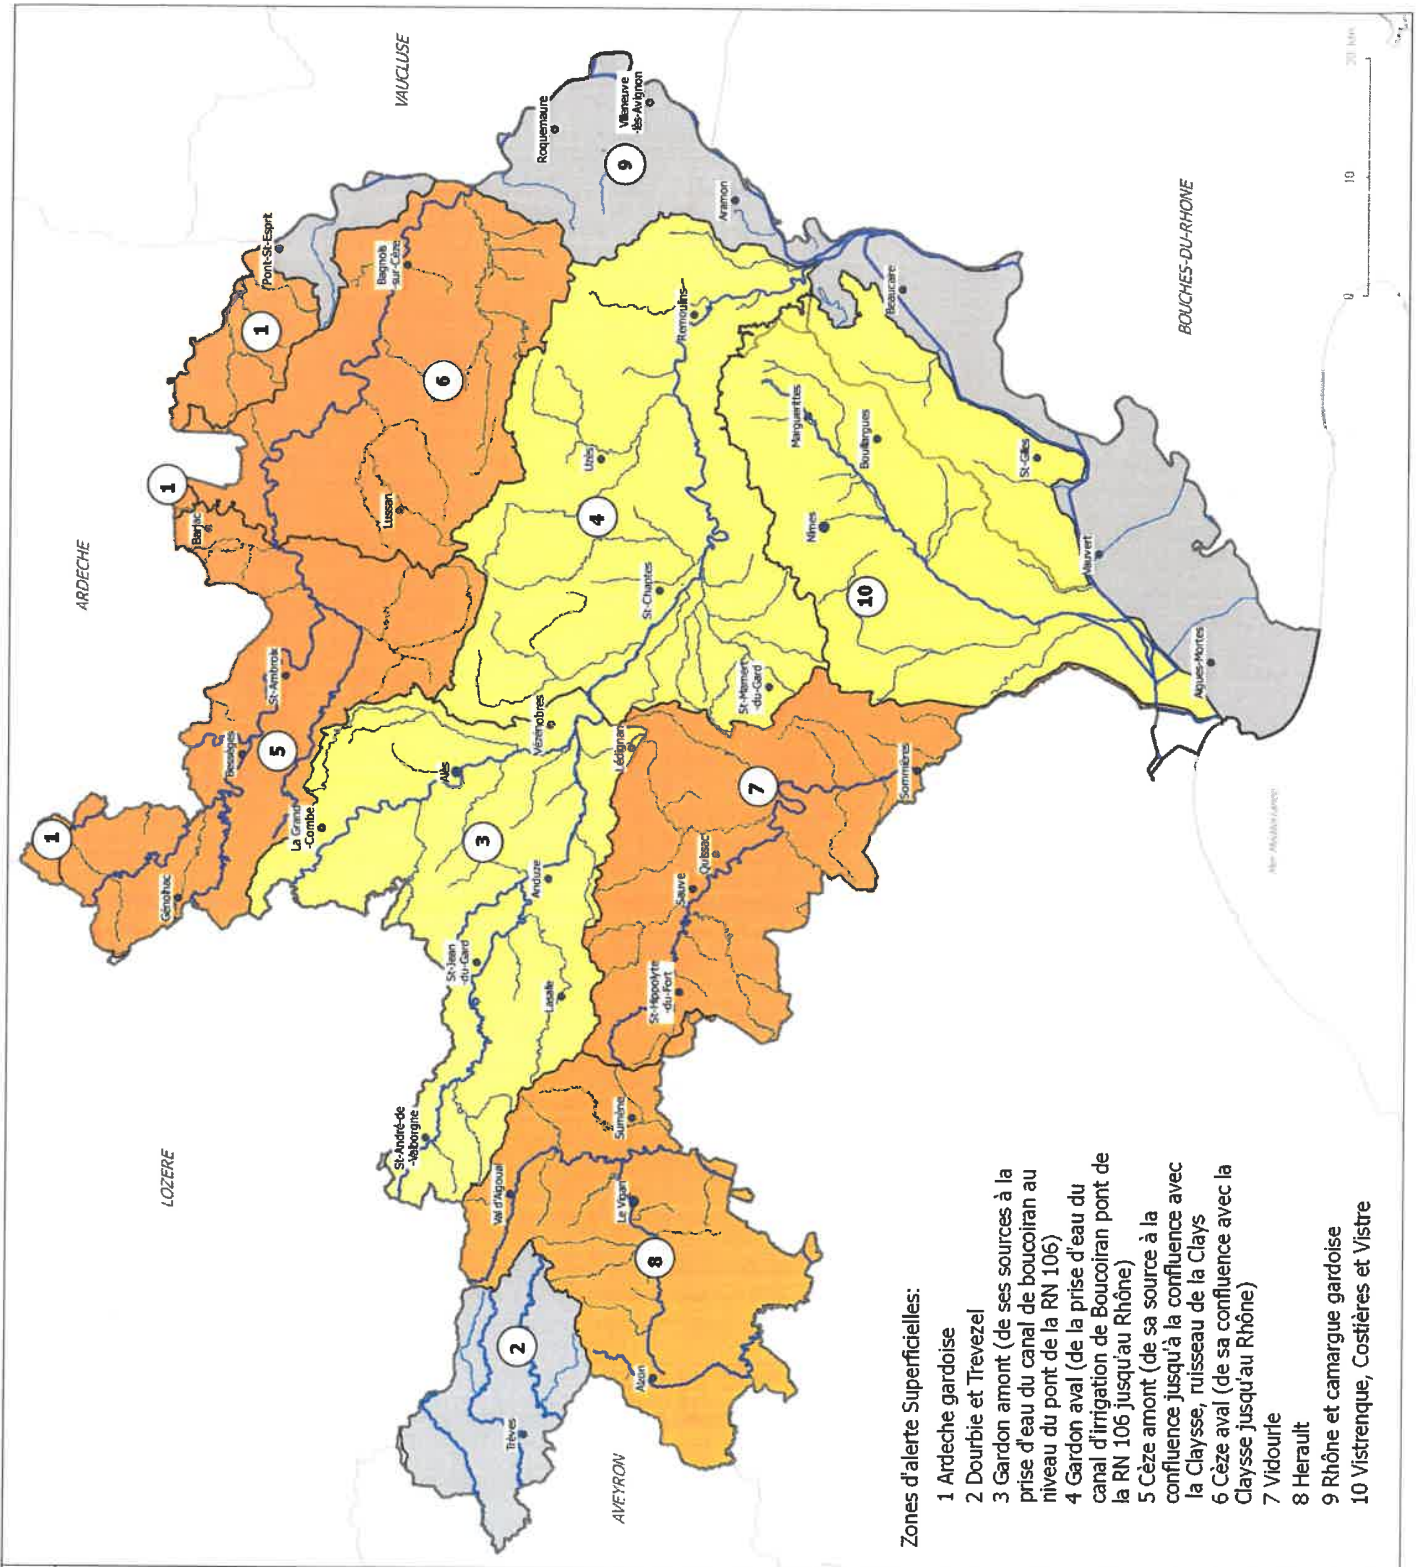 LOZERE
ARDECHE
VAUCLUSE
AVEYRON
BOUCHES-DU-RHONE
Mer Méditerranée
1
1
1
2
3
4
5
6
7
8
9
10
Génolhac
Barjac
Pont-St-Esprit
Bessèges
St-Ambroix
La Grand
-Combe
Lussan
Bagnols
-sur-Cèze
St-André-de
-Valborgne
St-Jean
-du-Gard
Alès
Roquemaure
Val d'Aigoual
Trèves
Lasalle
Anduze
Vézénobres
Uzès
Villeneuve
-lès-Avignon
Alzon
Le Vigan
Sumène
St-Hippolyte
-du-Fort
Lédignan
St-Chaptes
Sauve
Quissac
Remoulins
Aramon
St-Mamert
-du-Gard
Nîmes
Marguerittes
Bouillargues
Beaucaire
Sommières
St-Gilles
Vauvert
Aigues-Mortes
0
10
20 km
Zones d'alerte Superficielles:
1 Ardeche gardoise
2 Dourbie et Trevezel
3 Gardon amont (de ses sources à la
prise d'eau du canal de boucoiran au
niveau du pont de la RN 106)
4 Gardon aval (de la prise d'eau du
canal d'irrigation de Boucoiran pont de
la RN 106 jusqu'au Rhône)
5 Cèze amont (de sa source à la
confluence jusqu'à la confluence avec
la Claysse, ruisseau de la Clays
6 Cèze aval (de sa confluence avec la
Claysse jusqu'au Rhône)
7 Vidourle
8 Herault
9 Rhône et camargue gardoise
10 Vistrenque, Costières et Vistre